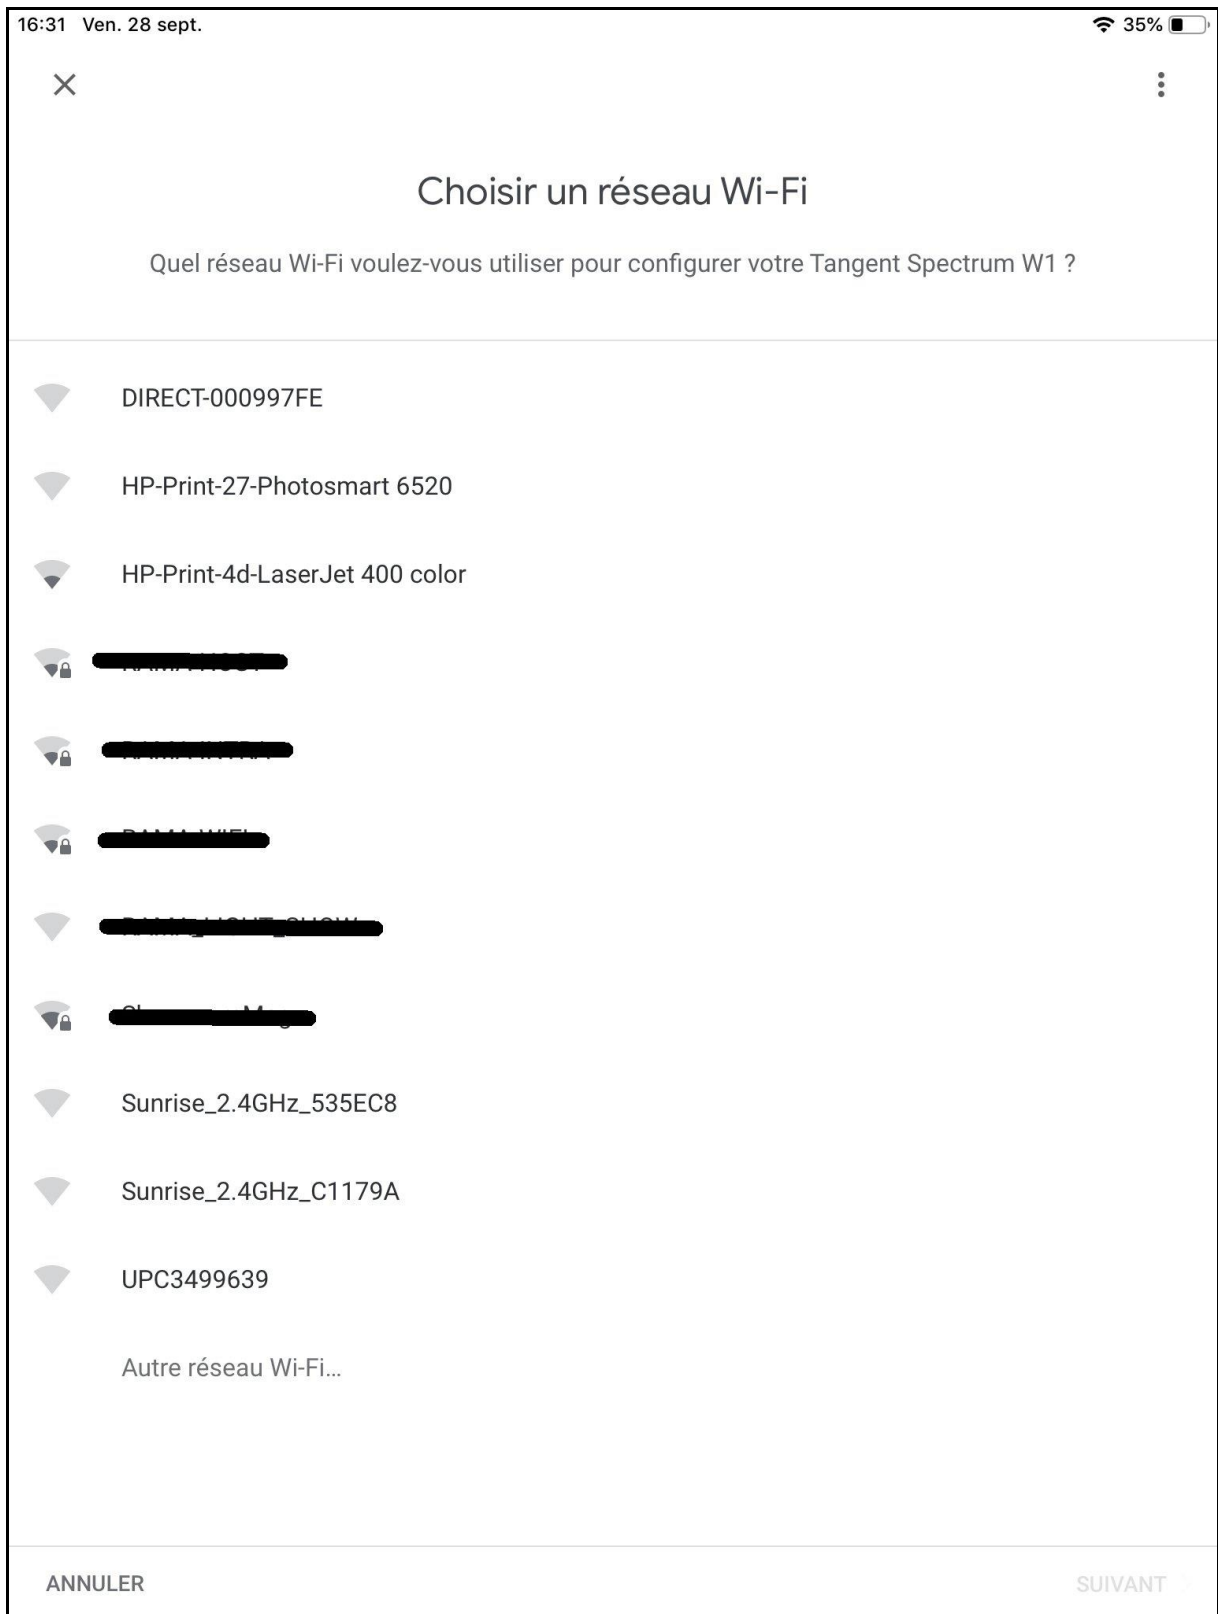 16:31 Ven. 28 sept.
35%
Choisir un réseau Wi-Fi
Quel réseau Wi-Fi voulez-vous utiliser pour configurer votre Tangent Spectrum W1 ?
DIRECT-000997FE
HP-Print-27-Photosmart 6520
HP-Print-4d-LaserJet 400 color
Sunrise_2.4GHz_535EC8
Sunrise_2.4GHz_C1179A
UPC3499639
Autre réseau Wi-Fi…
ANNULER
SUIVANT